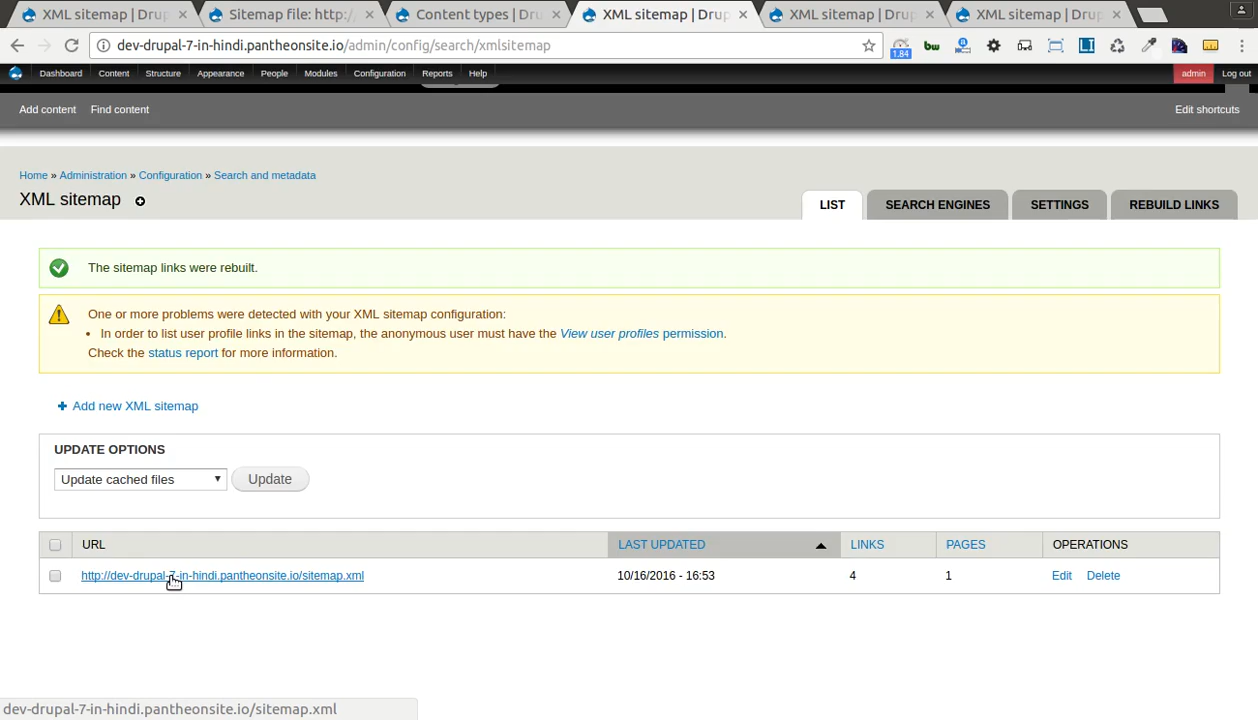 XML sitemap | Drup
Sitemap file: http:/
Content types | Dr
XML sitemap | Drup
XML sitemap | Drup
XML sitemap | Drup
dev-drupal-7-in-hindi.pantheonsite.io/admin/config/search/xmlsitemap
1.84
bw
LI
Dashboard Content Structure Appearance People Modules Configuration Reports Help admin Log out
Add content Find content Edit shortcuts
Home » Administration » Configuration » Search and metadata
XML sitemap
LIST SEARCH ENGINES SETTINGS REBUILD LINKS
The sitemap links were rebuilt.
One or more problems were detected with your XML sitemap configuration:
• In order to list user profile links in the sitemap, the anonymous user must have the View user profiles permission.
Check the status report for more information.
Add new XML sitemap
UPDATE OPTIONS
Update cached files Update
URL LAST UPDATED LINKS PAGES OPERATIONS
http://dev-drupal-7-in-hindi.pantheonsite.io/sitemap.xml 10/16/2016 - 16:53 4 1 Edit Delete
dev-drupal-7-in-hindi.pantheonsite.io/sitemap.xml